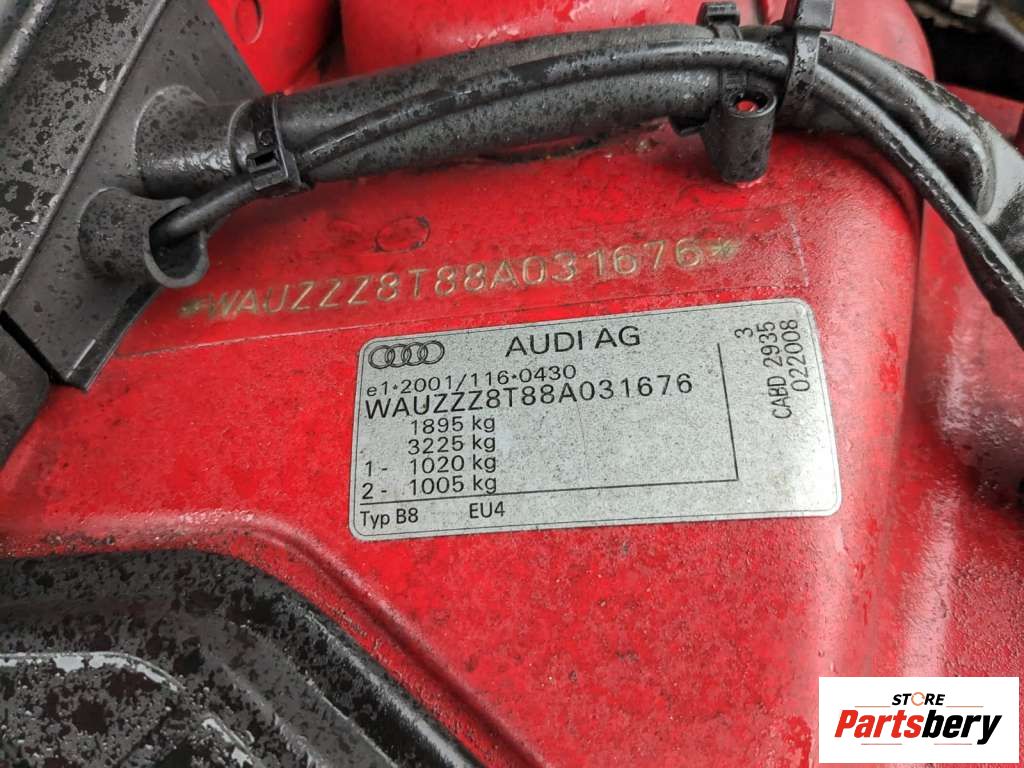 *WAUZZZ8T88A031676*
AUDI AG
e1*2001/116*0430
WAUZZZ8T88A031676
1895 kg
3225 kg
1- 1020 kg
2- 1005 kg
Typ B8 EU4
3
CABD 2935
022008
STORE
Partsbery